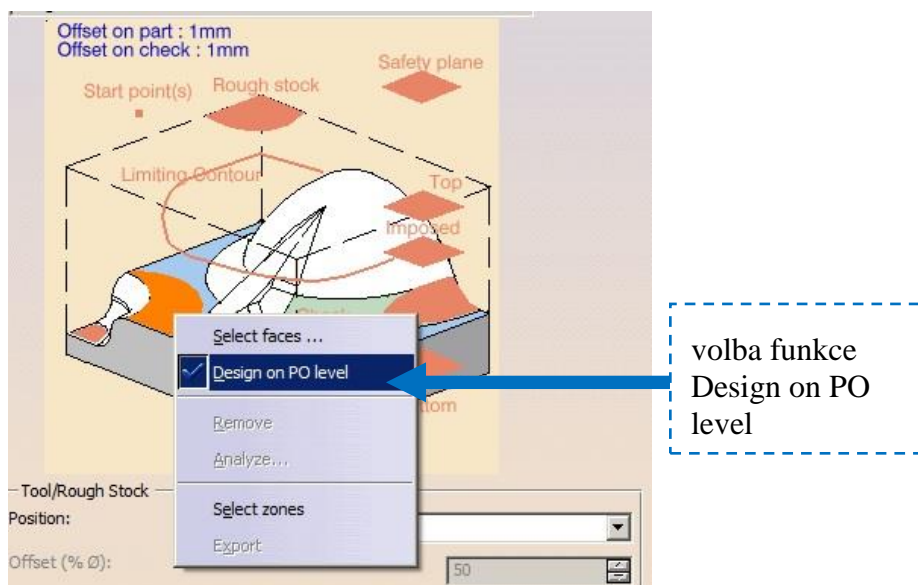 Offset on part : 1mm
Offset on check : 1mm
Safety plane
Start point(s)
Rough stock
Limiting Contour
Top
Imposed
Select faces ...
Design on PO level
Remove
Analyze...
Select zones
Export
volba funkce
Design on PO
level
Tool/Rough Stock
Position:
Offset (% Ø):
50